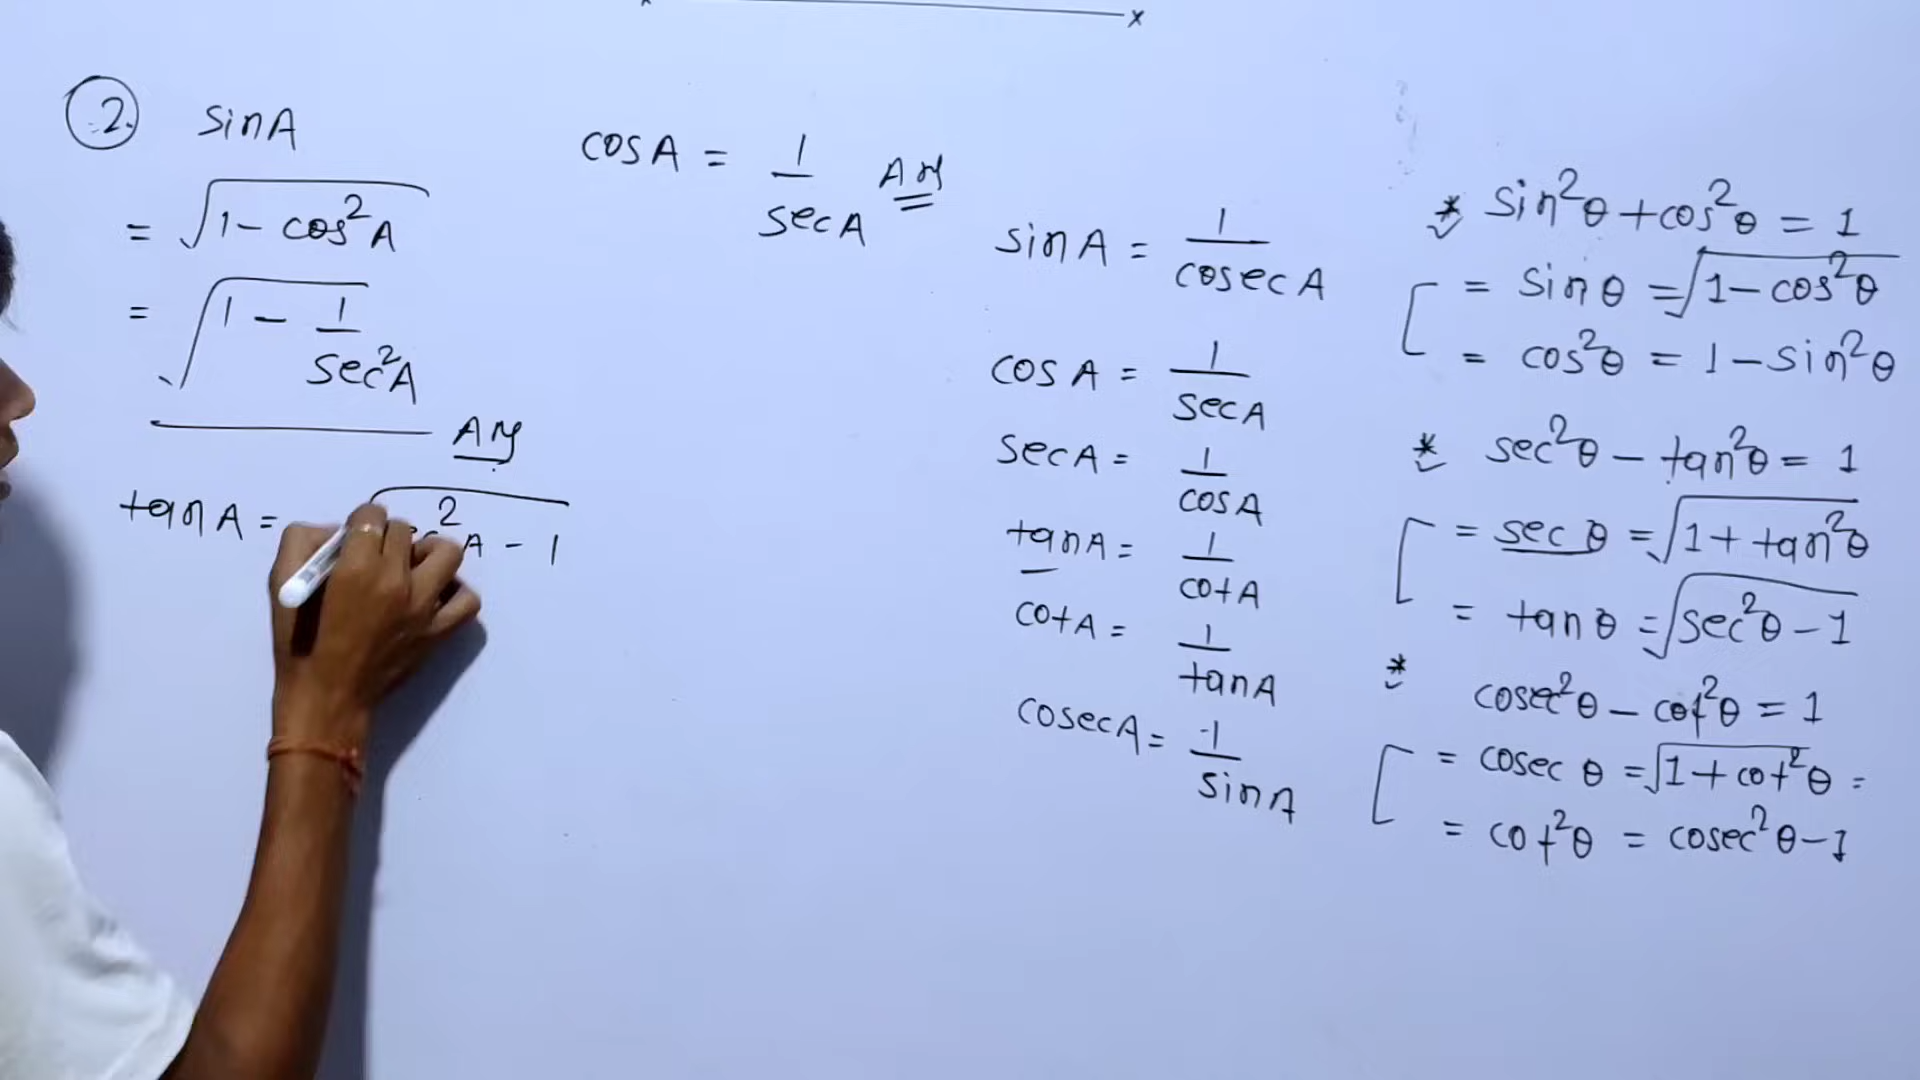 x
2. sinA
= √1 - cos²A
= √1 - 1/sec²A
Ans
tanA = √sec²A - 1
cosA = 1/secA Ans
sinA = 1/cosecA
cosA = 1/secA
secA = 1/cosA
tanA = 1/cotA
cotA = 1/tanA
cosecA = 1/sinA
* sin²θ + cos²θ = 1
= sinθ = √1 - cos²θ
= cos²θ = 1 - sin²θ
* sec²θ - tan²θ = 1
= secθ = √1 + tan²θ
= tanθ = √sec²θ - 1
* cosec²θ - cot²θ = 1
= cosecθ = √1 + cot²θ =
= cot²θ = cosec²θ - 1